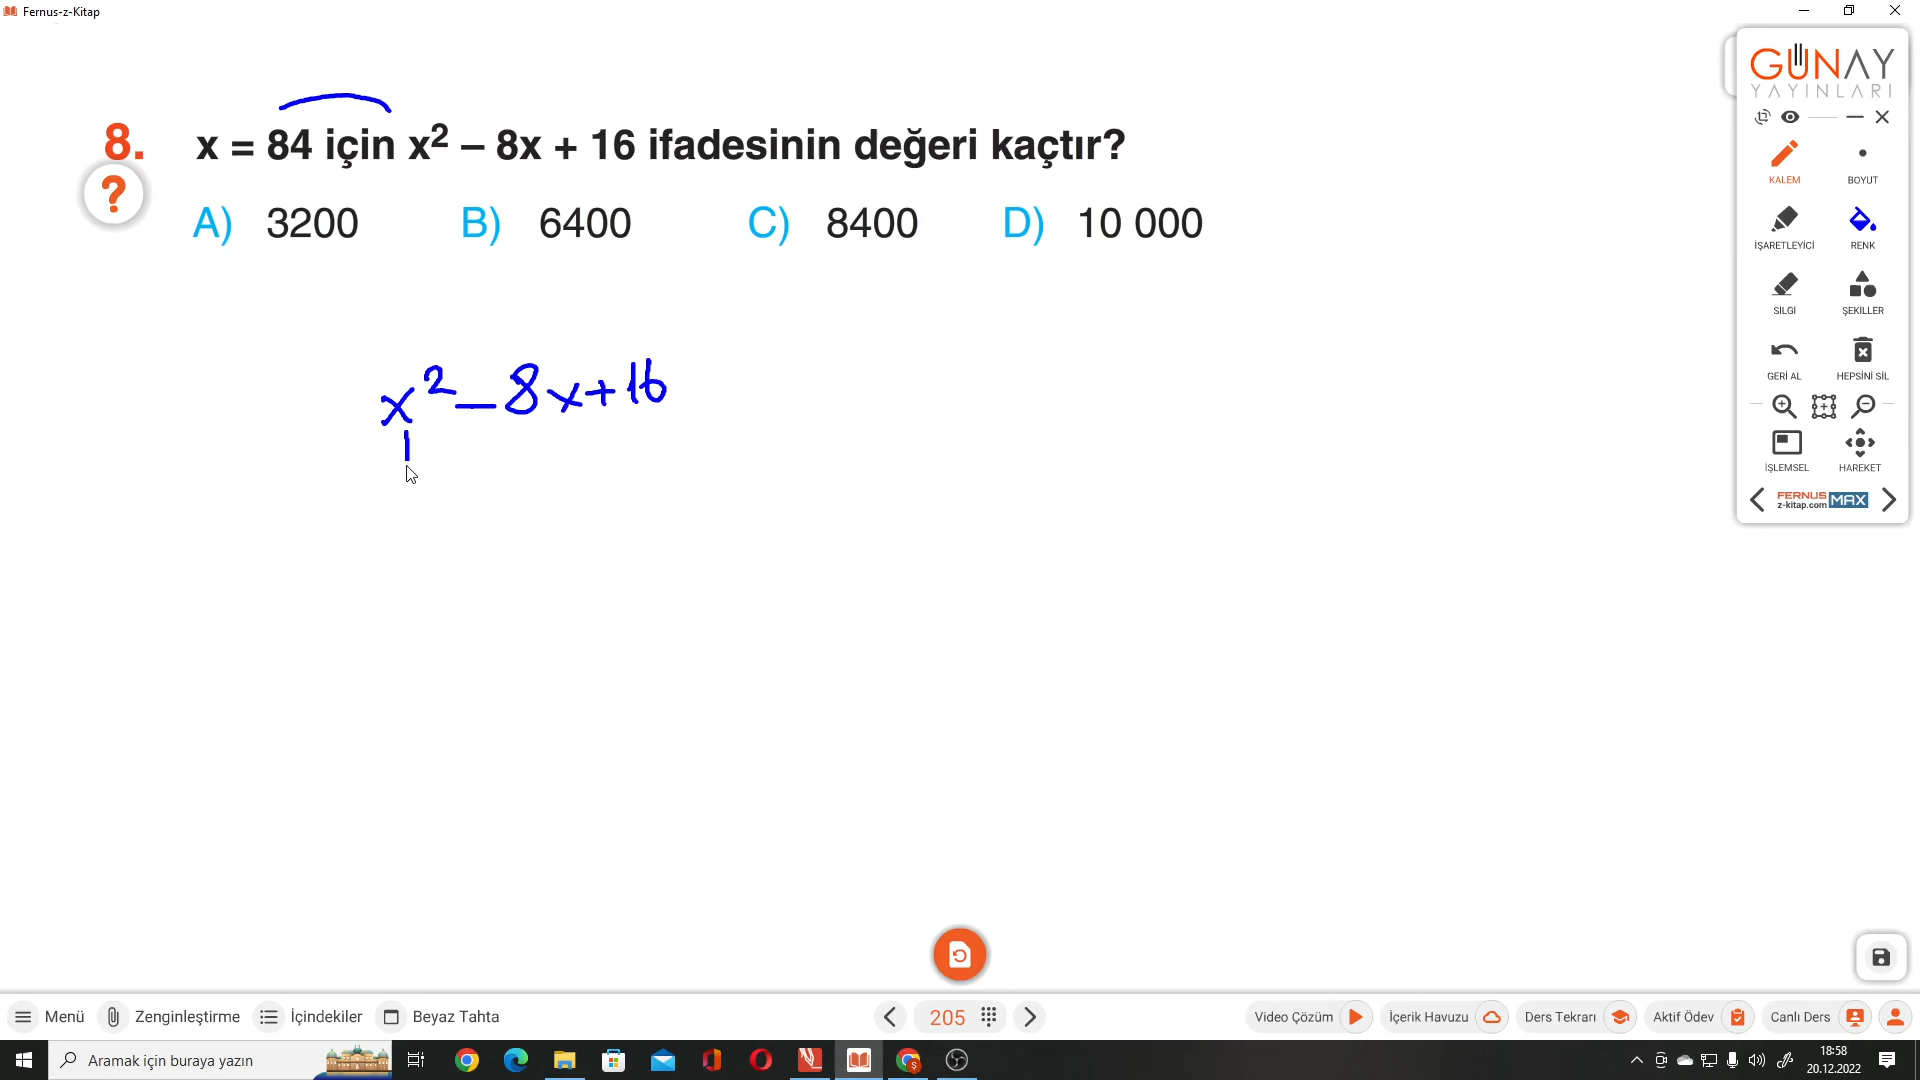 Fernus-z-Kitap
GÜNAY
YAYINLARI
8. x = 84 için x² – 8x + 16 ifadesinin değeri kaçtır?
?
A) 3200 B) 6400 C) 8400 D) 10 000
x² – 8x + 16
KALEM BOYUT
İŞARETLEYİCİ RENK
SİLGİ ŞEKİLLER
GERİ AL HEPSİNİ SİL
İŞLEMSEL HAREKET
FERNUS MAX
z-kitap.com
Menü Zenginleştirme İçindekiler Beyaz Tahta 205 Video Çözüm İçerik Havuzu Ders Tekrarı Aktif Ödev Canlı Ders
Aramak için buraya yazın
18:58
20.12.2022